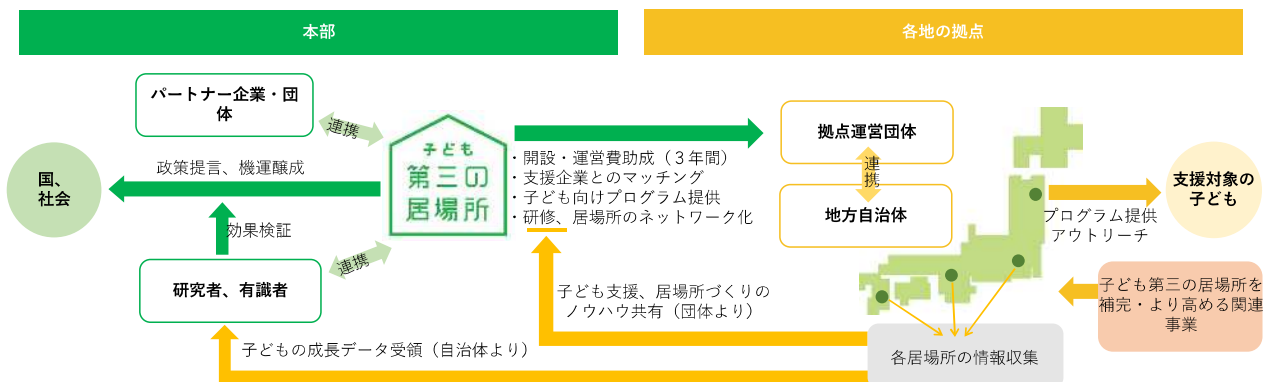 本部
各地の拠点
パートナー企業・団
体
連携
子ども
第三の
居場所
・開設・運営費助成（３年間）
・支援企業とのマッチング
・子ども向けプログラム提供
・研修、居場所のネットワーク化
拠点運営団体
連
携
地方自治体
国、
社会
政策提言、機運醸成
効果検証
連携
研究者、有識者
支援対象の
子ども
プログラム提供
アウトリーチ
子ども第三の居場所を
補完・より高める関連
事業
子ども支援、居場所づくりの
ノウハウ共有（団体より）
子どもの成長データ受領（自治体より）
各居場所の情報収集